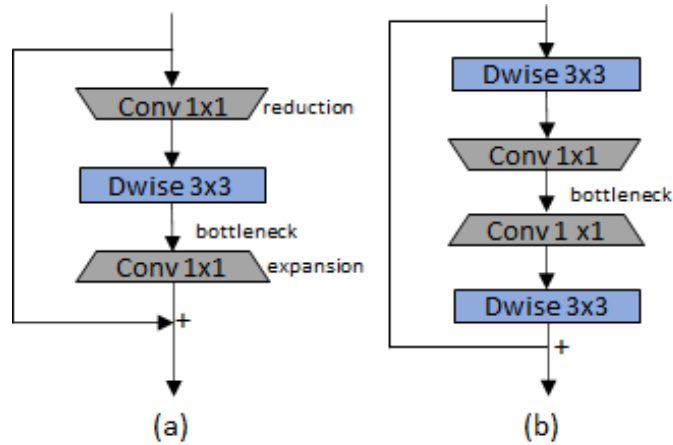 Conv 1x1
reduction
Dwise 3x3
bottleneck
Conv 1x1
expansion
+
(a)
Dwise 3x3
Conv 1x1
bottleneck
Conv 1 x1
Dwise 3x3
+
(b)